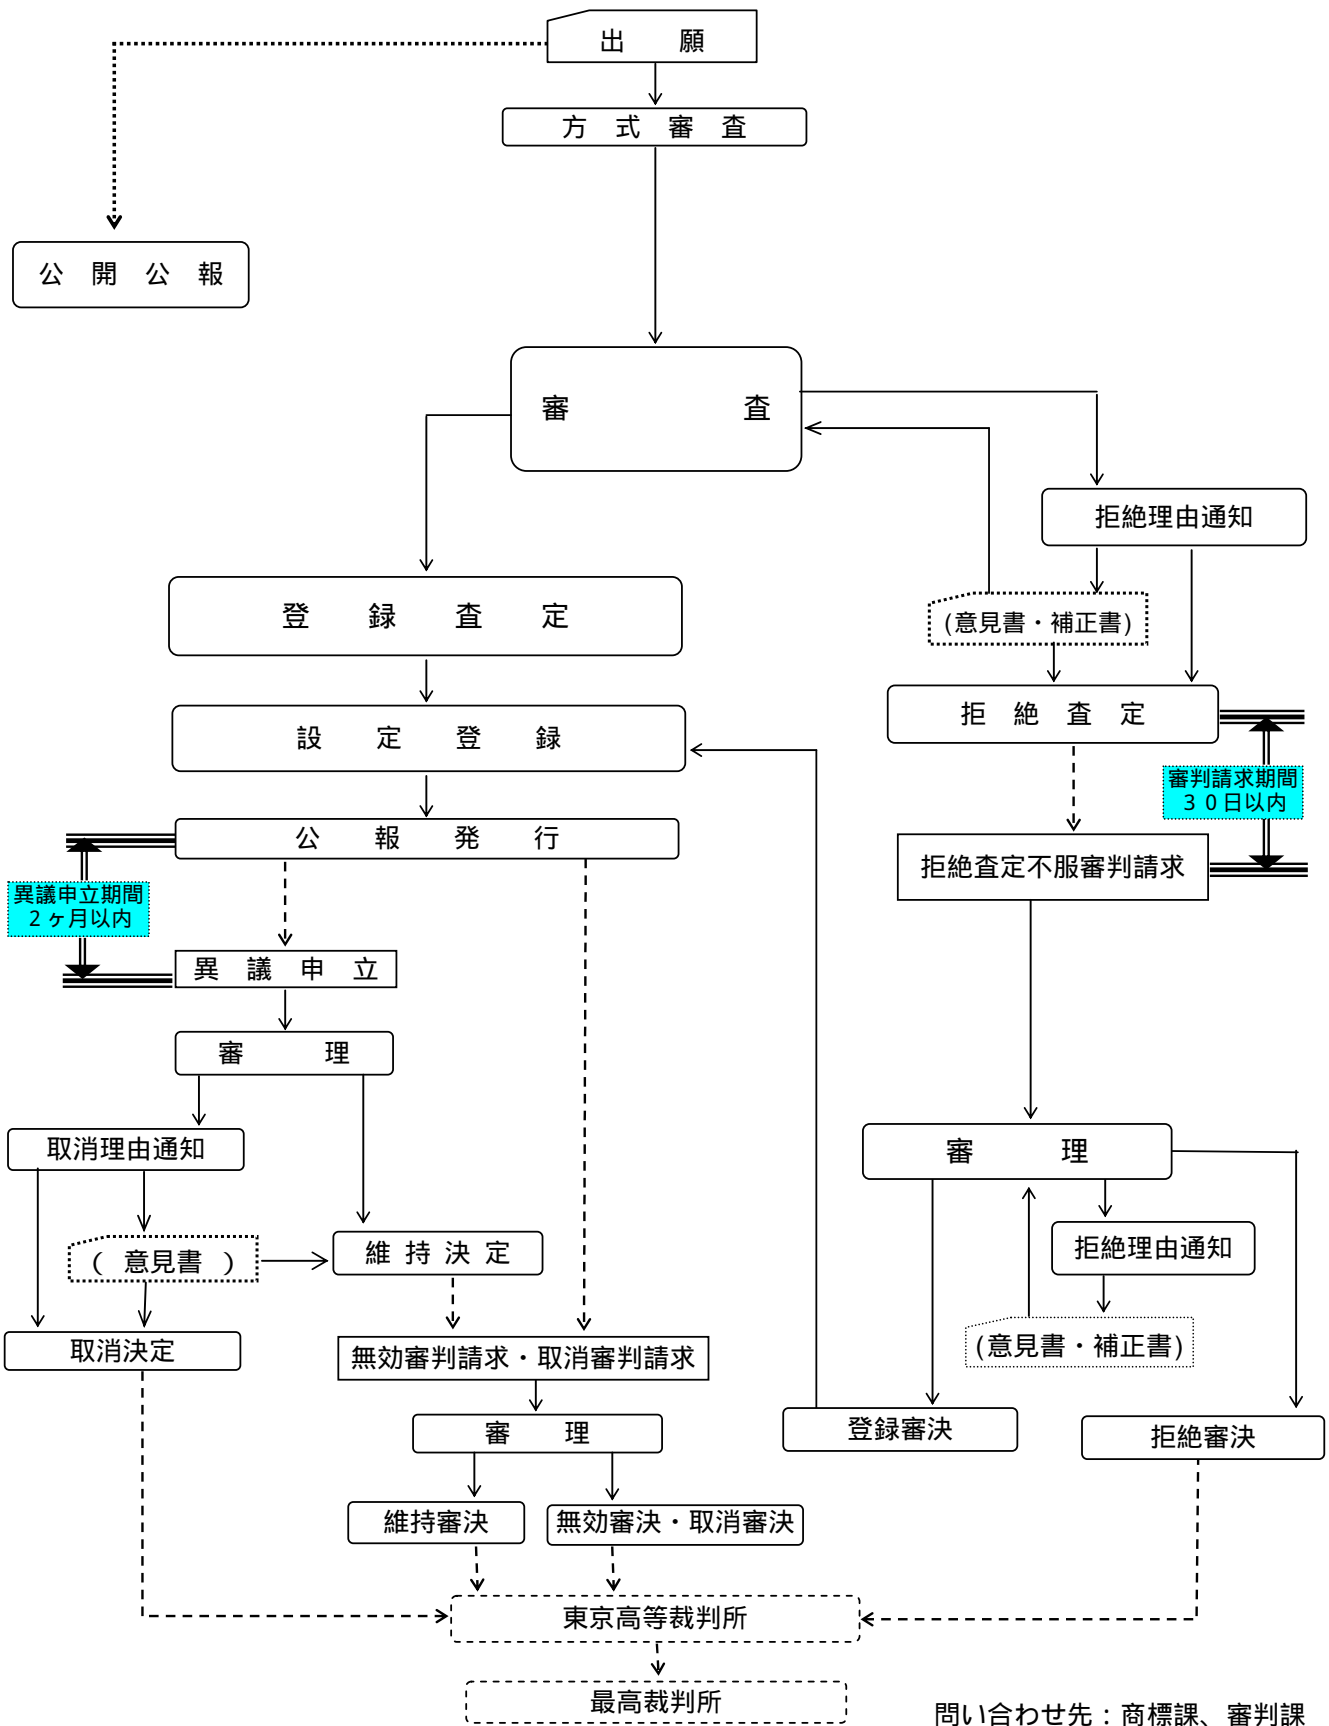 出　願
方式審査
公開公報
審　査
拒絶理由通知
登録査定
(意見書・補正書)
拒絶査定
設定登録
審判請求期間
３０日以内
公報発行
拒絶査定不服審判請求
異議申立期間
２ヶ月以内
異議申立
審　理
取消理由通知
審　理
維持決定
拒絶理由通知
（　意見書　）
取消決定
(意見書・補正書)
無効審判請求・取消審判請求
登録審決
審　理
拒絶審決
維持審決
無効審決・取消審決
東京高等裁判所
最高裁判所
問い合わせ先：商標課、審判課